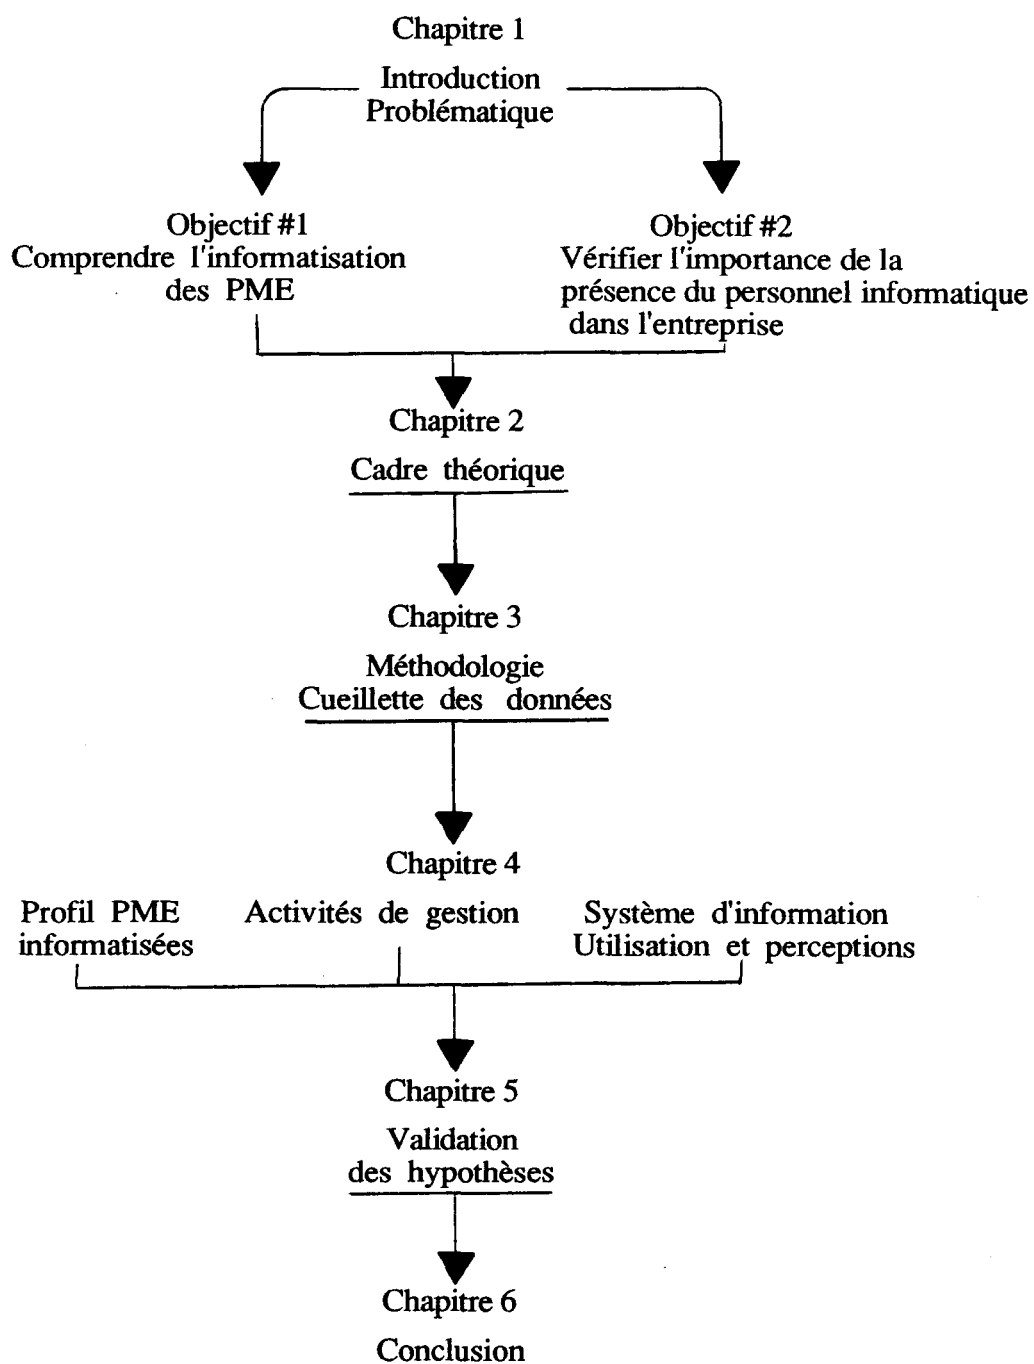 Chapitre 1
Introduction
Problématique
Objectif #1
Comprendre l'informatisation
des PME
Objectif #2
Vérifier l'importance de la
présence du personnel informatique
dans l'entreprise
Chapitre 2
Cadre théorique
Chapitre 3
Méthodologie
Cueillette des données
Chapitre 4
Profil PME
informatisées
Activités de gestion
Système d'information
Utilisation et perceptions
Chapitre 5
Validation
des hypothèses
Chapitre 6
Conclusion